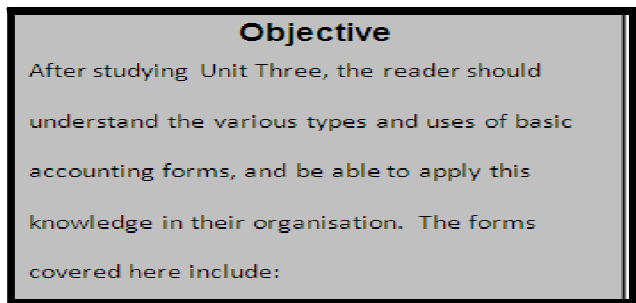 Objective
After studying Unit Three, the reader should
understand the various types and uses of basic
accounting forms, and be able to apply this
knowledge in their organisation. The forms
covered here include: